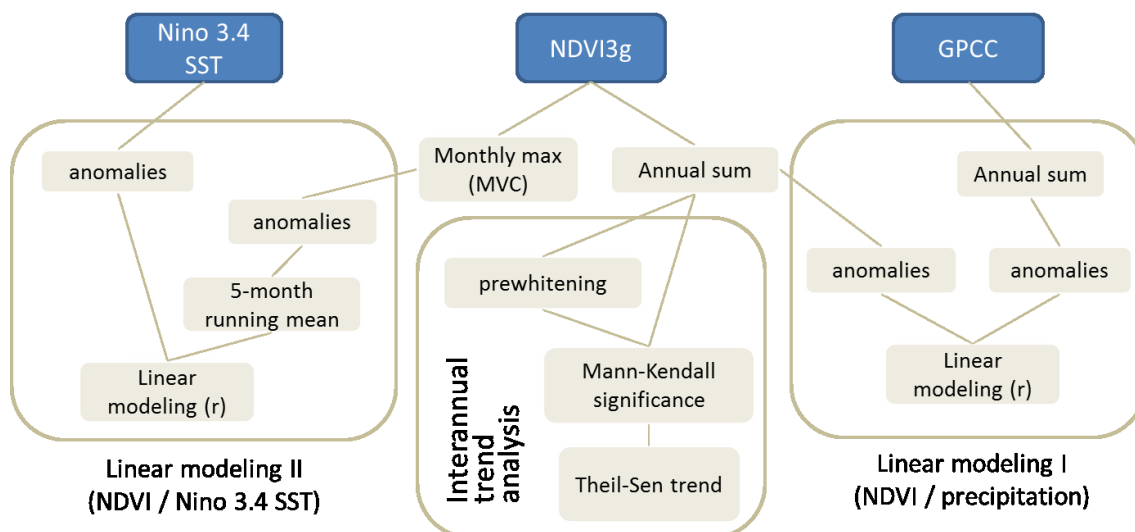 Nino 3.4
SST
NDVI3g
GPCC
anomalies
anomalies
5-month
running mean
Linear
modeling (r)
Linear modeling II
(NDVI / Nino 3.4 SST)
Monthly max
(MVC)
Annual sum
prewhitening
Mann-Kendall
significance
Theil-Sen trend
Interannual
trend
analysis
Annual sum
anomalies
anomalies
Linear
modeling (r)
Linear modeling I
(NDVI / precipitation)